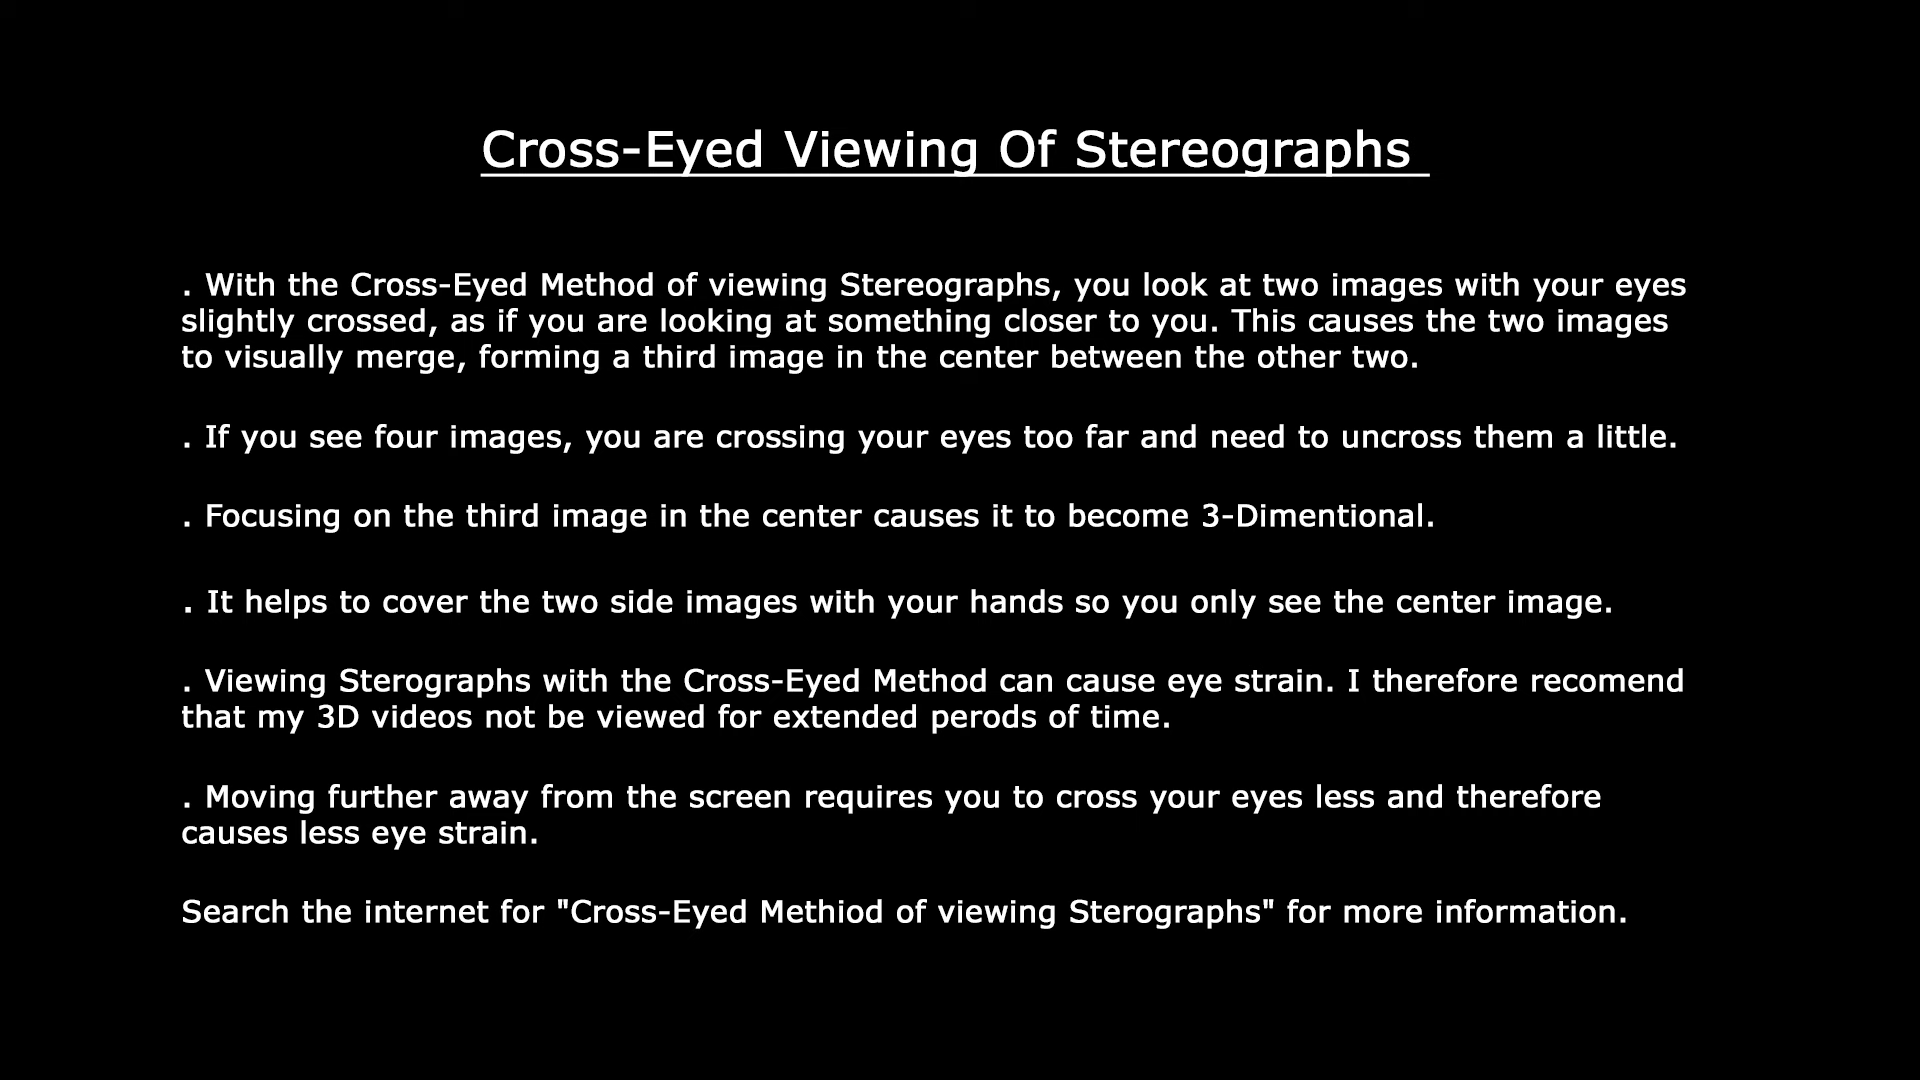 Cross-Eyed Viewing Of Stereographs
. With the Cross-Eyed Method of viewing Stereographs, you look at two images with your eyes
slightly crossed, as if you are looking at something closer to you. This causes the two images
to visually merge, forming a third image in the center between the other two.
. If you see four images, you are crossing your eyes too far and need to uncross them a little.
. Focusing on the third image in the center causes it to become 3-Dimentional.
. It helps to cover the two side images with your hands so you only see the center image.
. Viewing Sterographs with the Cross-Eyed Method can cause eye strain. I therefore recomend
that my 3D videos not be viewed for extended perods of time.
. Moving further away from the screen requires you to cross your eyes less and therefore
causes less eye strain.
Search the internet for "Cross-Eyed Methiod of viewing Sterographs" for more information.